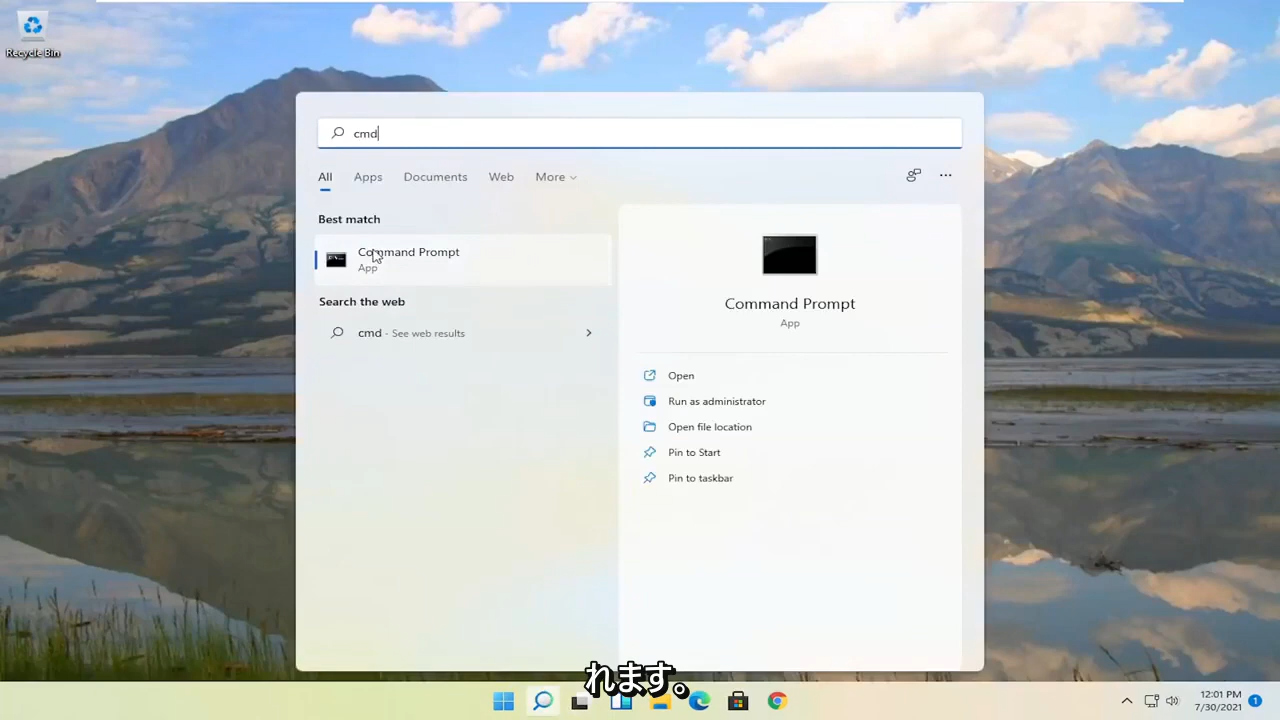 Recycle Bin
cmd
All Apps Documents Web More
Best match
Command Prompt
App
Search the web
cmd - See web results
Command Prompt
App
Open
Run as administrator
Open file location
Pin to Start
Pin to taskbar
れます。
12:01 PM
7/30/2021
1